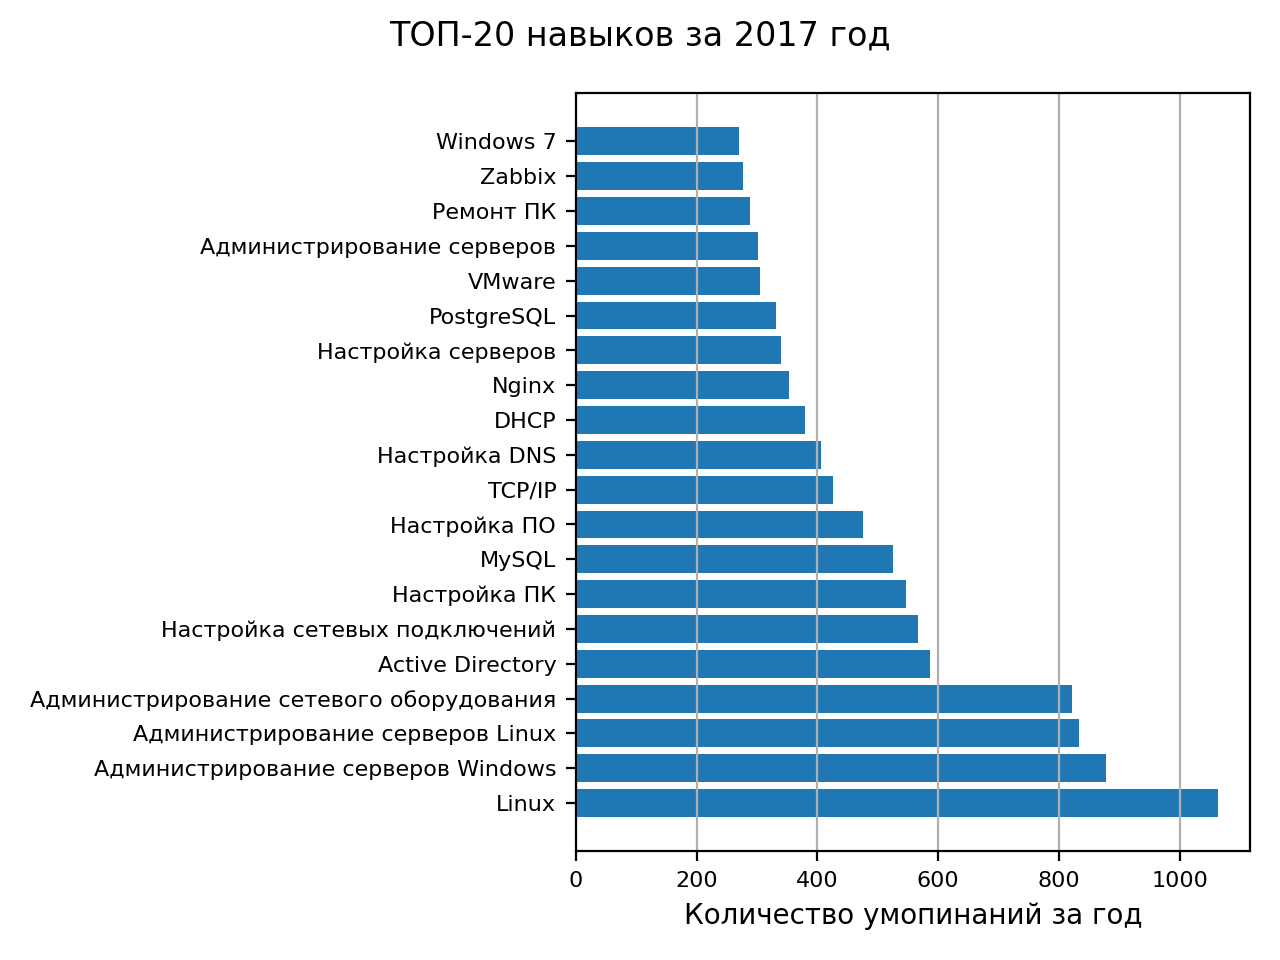 ТОП-20 навыков за 2017 год
Windows 7
Zabbix
Ремонт ПК
Администрирование серверов
VMware
PostgreSQL
Настройка серверов
Nginx
DHCP
Настройка DNS
TCP/IP
Настройка ПО
MySQL
Настройка ПК
Настройка сетевых подключений
Active Directory
Администрирование сетевого оборудования
Администрирование серверов Linux
Администрирование серверов Windows
Linux
0 200 400 600 800 1000
Количество умопинаний за год